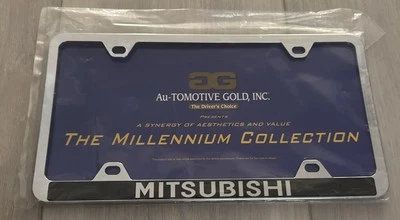 AG
Au-TOMOTIVE GOLD, INC.
The Driver's Choice
PRESENTS
A SYNERGY OF AESTHETICS AND VALUE
THE MILLENNIUM COLLECTION
MITSUBISHI